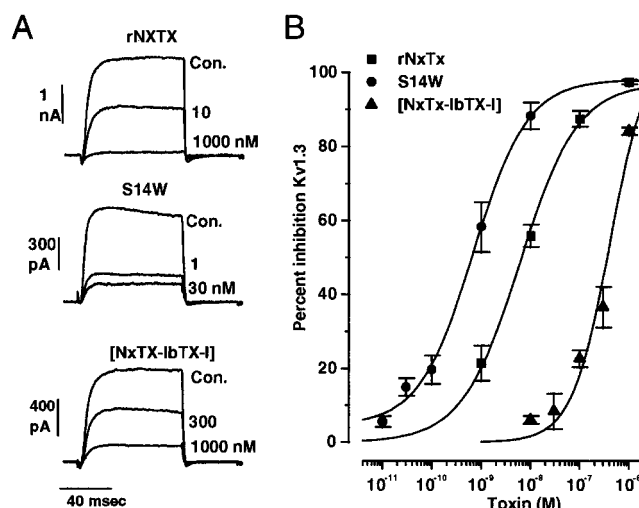 A
rNXTX
Con.
1
nA
10
1000 nM
S14W
Con.
300
pA
1
30 nM
[NxTX-IbTX-I]
Con.
400
pA
300
1000 nM
40 msec
B
rNxTx
S14W
[NxTx-IbTX-I]
Percent inhibition Kv1.3
100
80
60
40
20
0
10⁻¹¹ 10⁻¹⁰ 10⁻⁹ 10⁻⁸ 10⁻⁷ 10⁻⁶
Toxin (M)